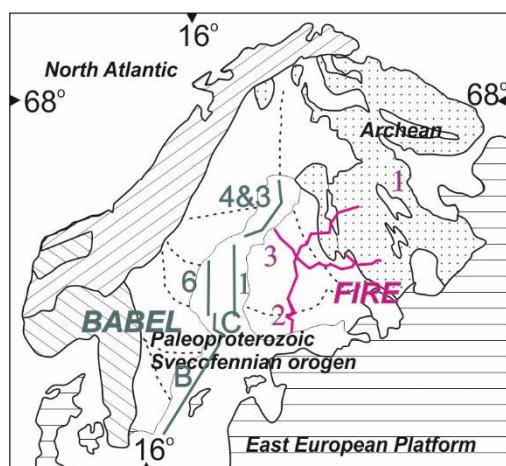 16°
North Atlantic
68°
68°
Archean
1
4&3
3
6
1
FIRE
BABEL
C
2
Paleoproterozoic
Svecofennian orogen
B
16°
East European Platform